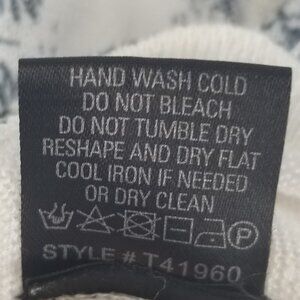 HAND WASH COLD
DO NOT BLEACH
DO NOT TUMBLE DRY
RESHAPE AND DRY FLAT
COOL IRON IF NEEDED
OR DRY CLEAN
P
STYLE # T41960